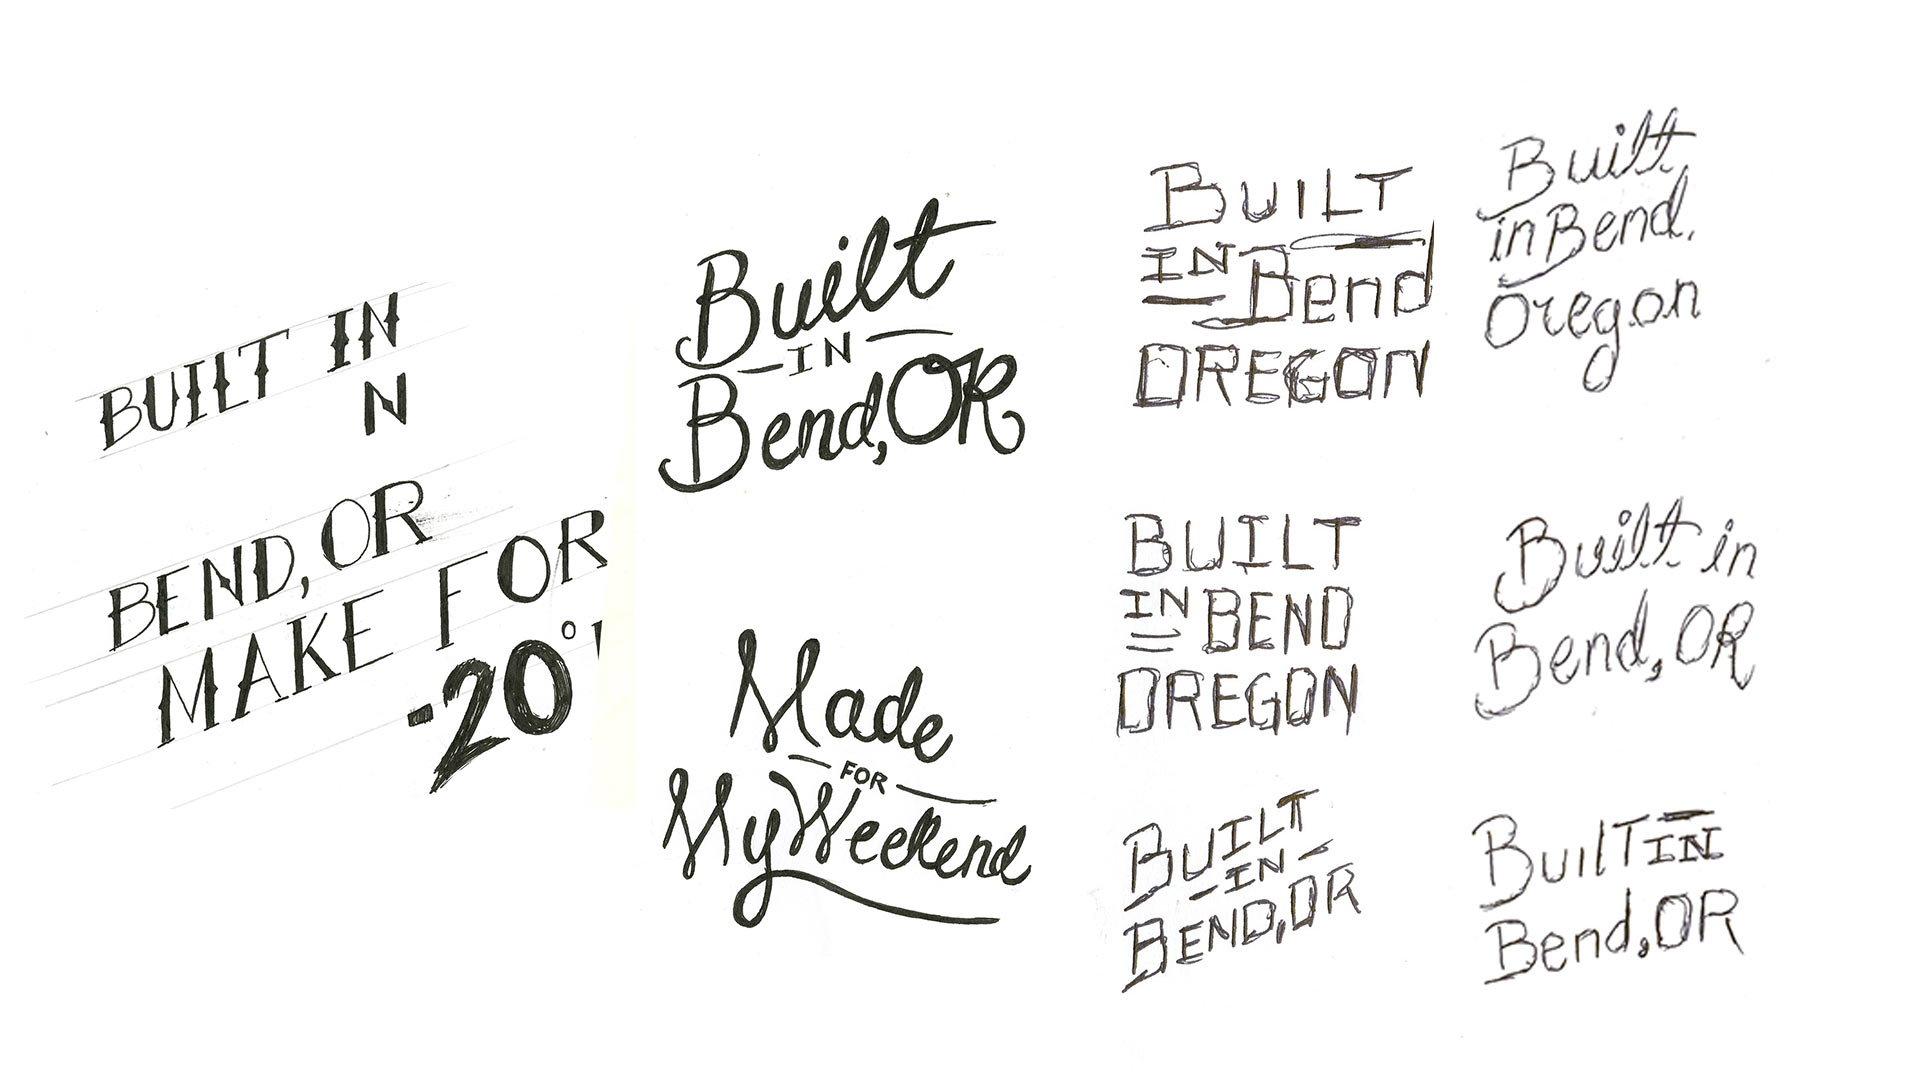 BUILT IN
N
BEND, OR
MAKE FOR
-20°
Built
IN
Bend, OR
Made
FOR
My Weekend
BUILT
IN Bend
OREGON
BUILT
IN BEND
OREGON
BUILT
-IN-
BEND, OR
Built
in Bend,
Oregon
Built in
Bend, OR
BuilT IN
Bend, OR